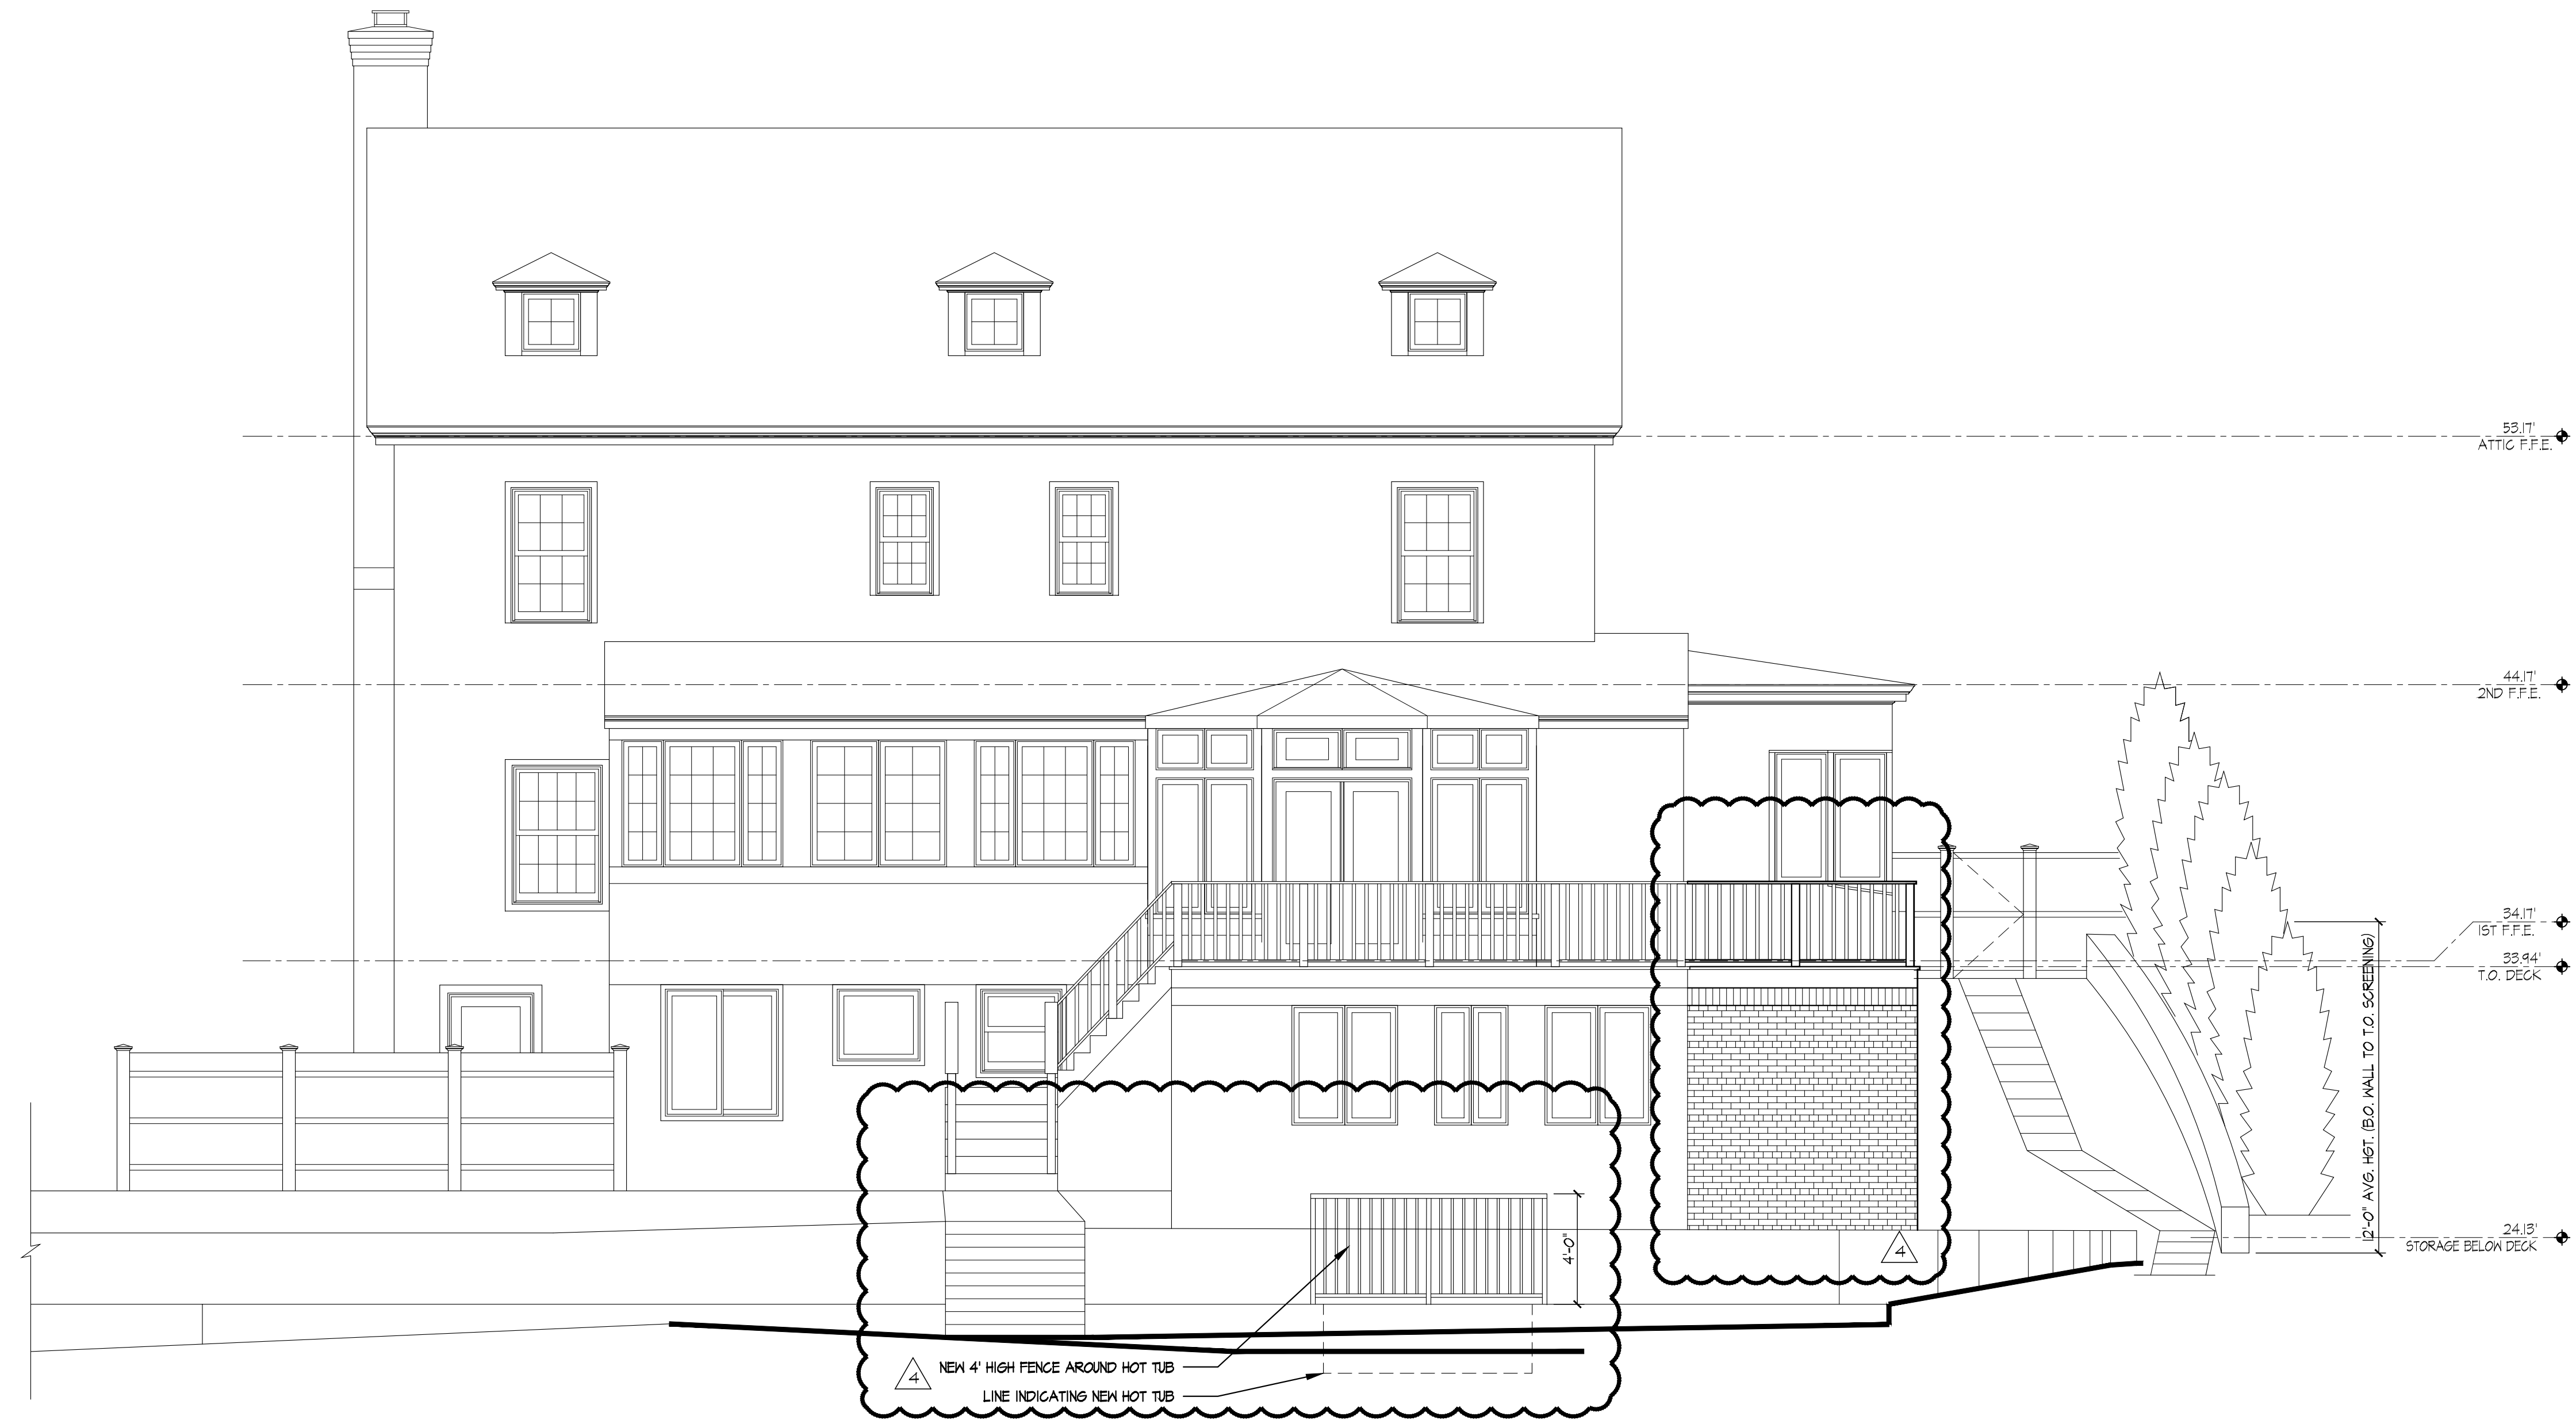 53.17'
ATTIC F.F.E.
44.17'
2ND F.F.E.
34.17'
1ST F.F.E.
33.94'
T.O. DECK
12'-0" AVG. HGT. (B.O. WALL TO T.O. SCREENING)
24.13'
STORAGE BELOW DECK
4'-0"
4
4
NEW 4' HIGH FENCE AROUND HOT TUB
LINE INDICATING NEW HOT TUB